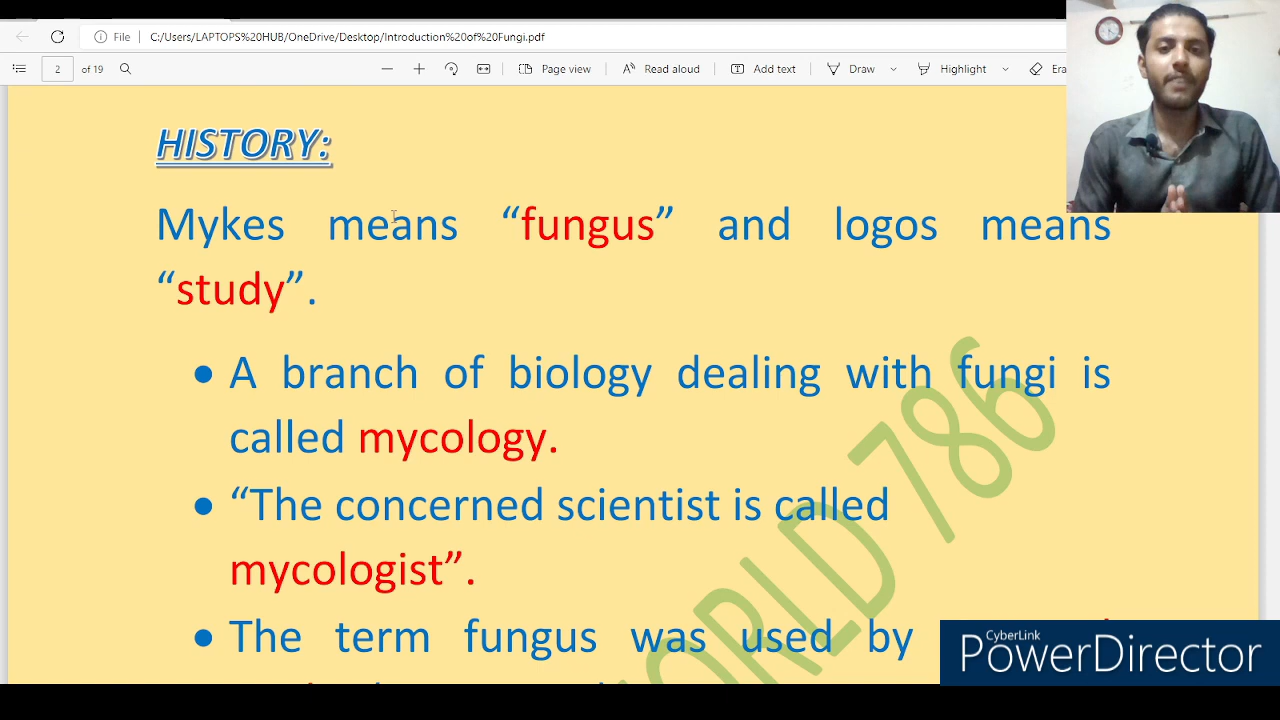 File C:/Users/LAPTOPS%20HUB/OneDrive/Desktop/Introduction%20of%20Fungi.pdf
2 of 19 Page view Read aloud Add text Draw Highlight
HISTORY:
Mykes means “fungus” and logos means
“study”.
• A branch of biology dealing with fungi is
called mycology.
• “The concerned scientist is called
mycologist”.
• The term fungus was used by
WORLD 786
CyberLink
PowerDirector